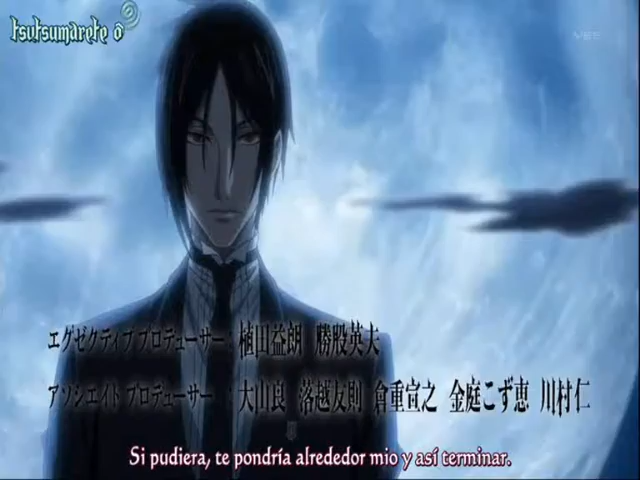 tsutsumarete ô
エグゼクティブプロデューサー : 植田益朗 勝股英夫
アソシエイトプロデューサー : 大山良 落越友則 倉重宣之 金庭こず恵 川村仁
Si pudiera, te pondría alrededor mio y así terminar.